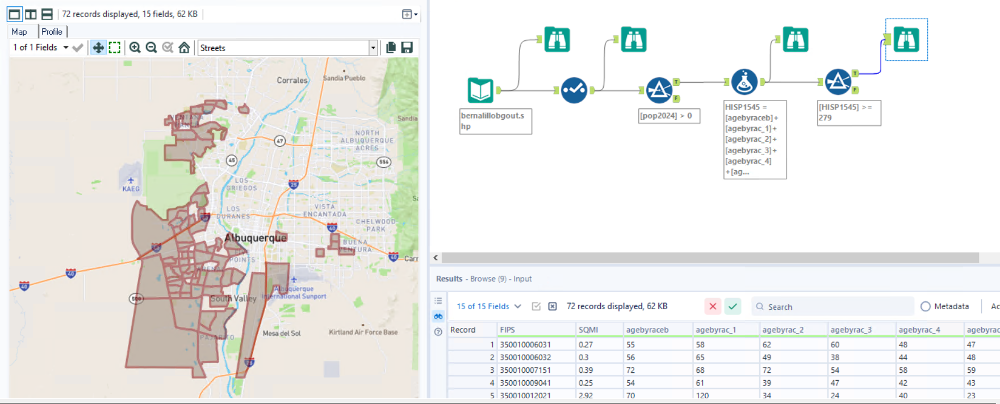 72 records displayed, 15 fields, 62 KB
Map
Profile
1 of 1 Fields
Streets
Corrales
Sandia Pueblo
VENTANA
RANCH
Sandia
47
NORTH
ALBUQUERQUE
ACRES
45
556
KAEG
LOS
GRIEGOS
25
LOS
DURANES
VISTA
ENCANTADA
CHELWOOD
PARK
40
Albuquerque
BUENA
VENTURA
FIVE
POINTS
40
Carr
ARENAL
40
40
500
South Valley
Albuquerque
International Sunport
Mesa del Sol
Kirtland Air Force Base
PAJARITO
bernalillobgout.s
hp
T
F
[pop2024] > 0
HISP1545 =
[agebyraceb]+
[agebyrac_1]+
[agebyrac_2]+
[agebyrac_3]+
[agebyrac_4]
+[ag...
T
F
[HISP1545] >=
279
Results - Browse (9) - Input
15 of 15 Fields
72 records displayed, 62 KB
Search
Metadata
Ac
Record FIPS SQMI agebyraceb agebyrac_1 agebyrac_2 agebyrac_3 agebyrac_4 agebyrac
1 350010006031 0.27 55 58 62 60 48 47
2 350010006032 0.3 56 65 49 38 44 48
3 350010007151 0.39 72 68 72 54 58 59
4 350010009041 0.25 54 61 39 47 42 43
5 350010012021 2.92 70 120 34 24 40 23